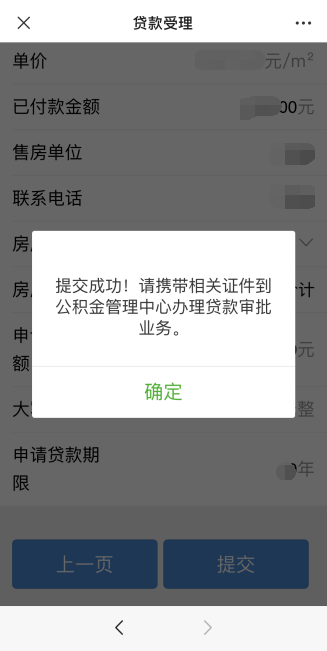 贷款受理
单价
元/m²
已付款金额
00元
售房单位
联系电话
房
房
计
提交成功！请携带相关证件到
公积金管理中心办理贷款审批
业务。
申
额
元
确定
大
整
申请贷款期
限
年
上一页
提交